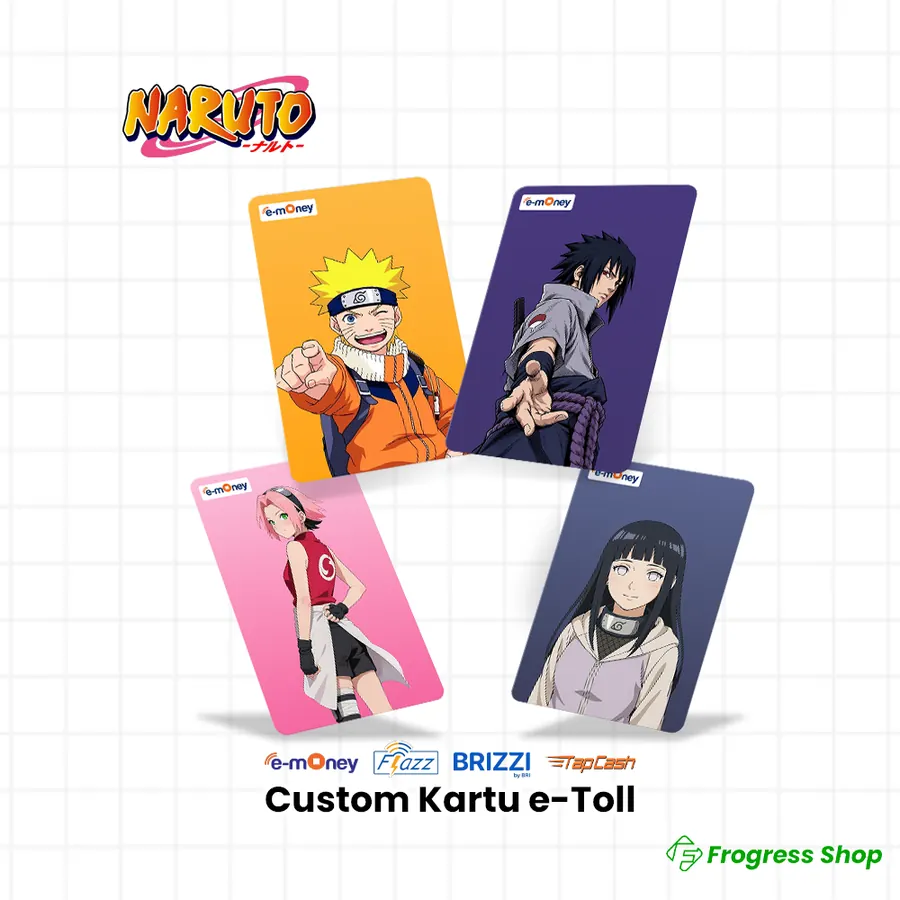 NARUTO
-ナルト-
e-money
e-money
e-money
e-money
e-money Flazz BRIZZI TapCash
by BRI
Custom Kartu e-Toll
Frogress Shop